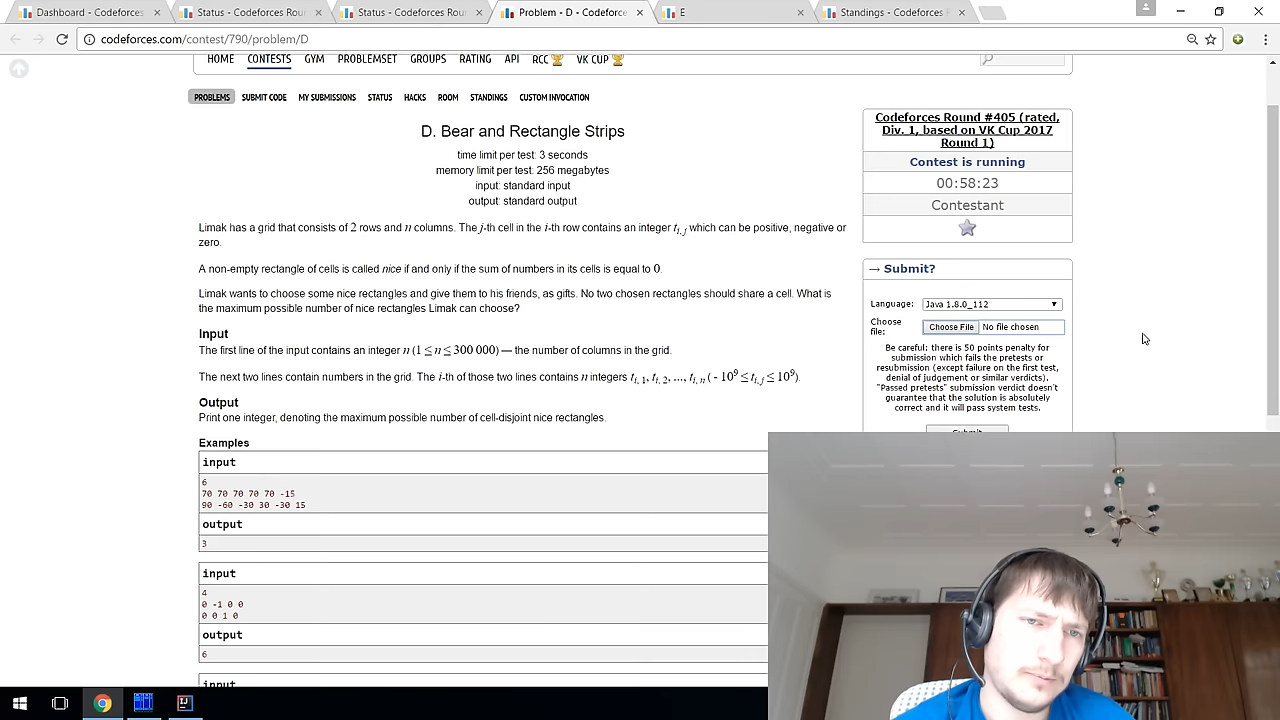 Dashboard - Codeforces
Status - Codeforces Roun
Status - Codeforces Roun
Problem - D - Codeforce
E
Standings - Codeforces
codeforces.com/contest/790/problem/D
HOME CONTESTS GYM PROBLEMSET GROUPS RATING API RCC VK CUP
PROBLEMS SUBMIT CODE MY SUBMISSIONS STATUS HACKS ROOM STANDINGS CUSTOM INVOCATION
D. Bear and Rectangle Strips
time limit per test: 3 seconds
memory limit per test: 256 megabytes
input: standard input
output: standard output
Limak has a grid that consists of 2 rows and n columns. The j-th cell in the i-th row contains an integer t i, j which can be positive, negative or
zero.
A non-empty rectangle of cells is called nice if and only if the sum of numbers in its cells is equal to 0.
Limak wants to choose some nice rectangles and give them to his friends, as gifts. No two chosen rectangles should share a cell. What is
the maximum possible number of nice rectangles Limak can choose?
Input
The first line of the input contains an integer n (1 ≤ n ≤ 300 000) — the number of columns in the grid.
The next two lines contain numbers in the grid. The i-th of those two lines contains n integers t i, 1, t i, 2, ..., t i, n ( - 10^9 ≤ t i, j ≤ 10^9).
Output
Print one integer, denoting the maximum possible number of cell-disjoint nice rectangles.
Examples
input
6
70 70 70 70 70 -15
90 -60 -30 30 -30 15
output
3
input
4
0 -1 0 0
0 0 1 0
output
6
input
Codeforces Round #405 (rated,
Div. 1, based on VK Cup 2017
Round 1)
Contest is running
00:58:23
Contestant
→ Submit?
Language: Java 1.8.0_112
Choose
file: Choose File No file chosen
Be careful: there is 50 points penalty for
submission which fails the pretests or
resubmission (except failure on the first test,
denial of judgement or similar verdicts).
"Passed pretests" submission verdict doesn't
guarantee that the solution is absolutely
correct and it will pass system tests.
Submit